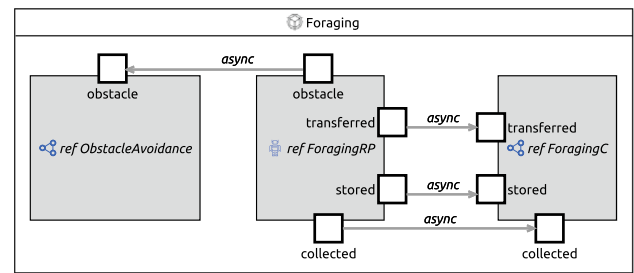 Foraging
async
obstacle
obstacle
transferred
async
transferred
ref ObstacleAvoidance
ref ForagingRP
ref ForagingC
stored
async
stored
async
collected
collected